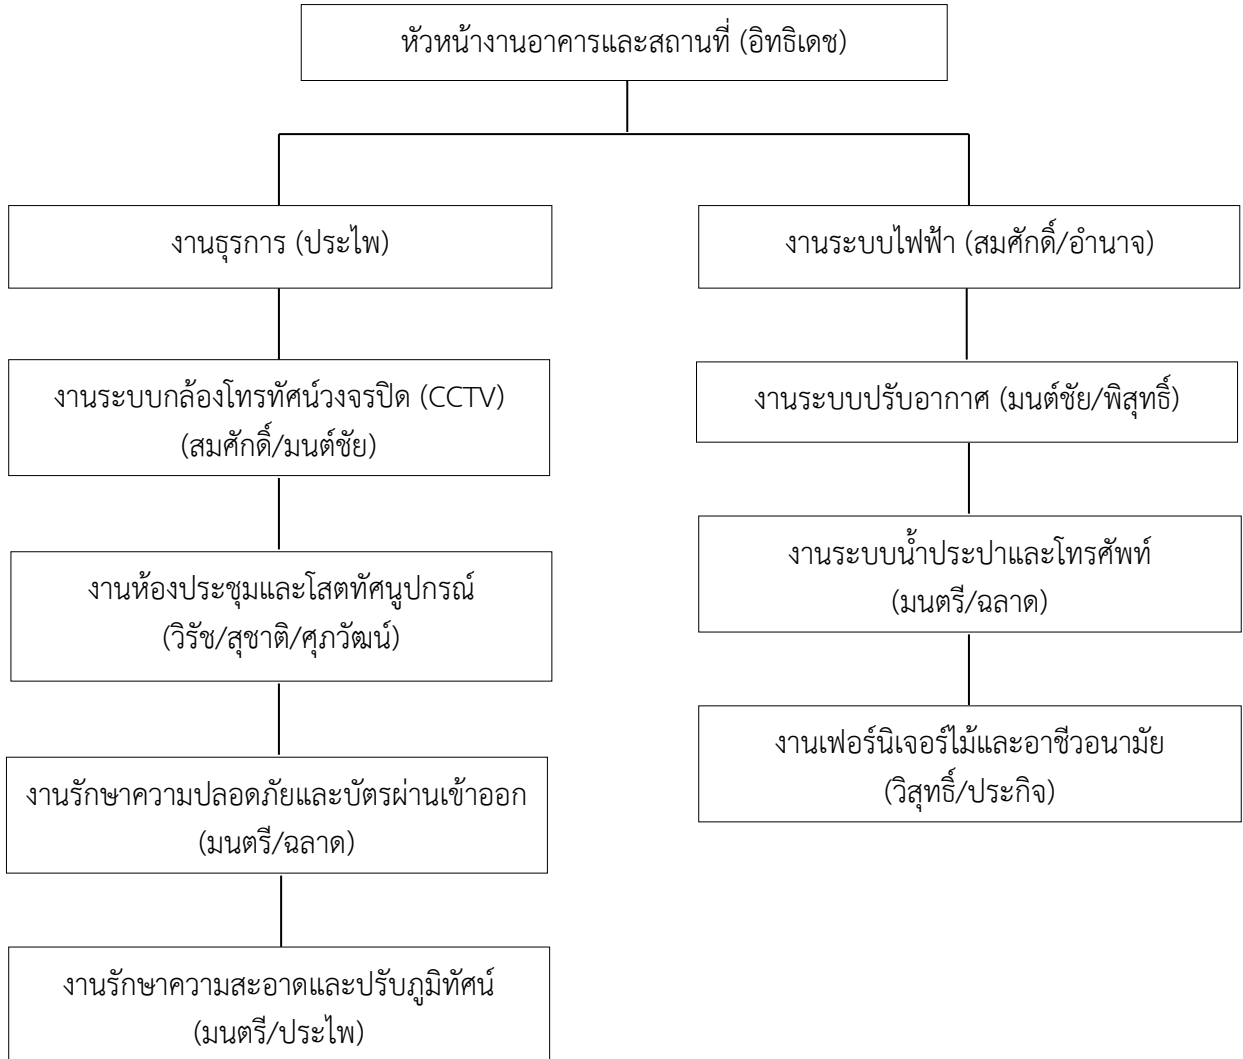 หัวหน้างานอาคารและสถานที่ (อิทธิเดช)
งานธุรการ (ประไพ)
งานระบบกล้องโทรทัศน์วงจรปิด (CCTV)
(สมศักดิ์/มนต์ชัย)
งานห้องประชุมและโสตทัศนูปกรณ์
(วิรัช/สุชาติ/ศุภวัฒน์)
งานรักษาความปลอดภัยและบัตรผ่านเข้าออก
(มนตรี/ฉลาด)
งานรักษาความสะอาดและปรับภูมิทัศน์
(มนตรี/ประไพ)
งานระบบไฟฟ้า (สมศักดิ์/อำนาจ)
งานระบบปรับอากาศ (มนต์ชัย/พิสุทธิ์)
งานระบบน้ำประปาและโทรศัพท์
(มนตรี/ฉลาด)
งานเฟอร์นิเจอร์ไม้และอาชีวอนามัย
(วิสุทธิ์/ประกิจ)